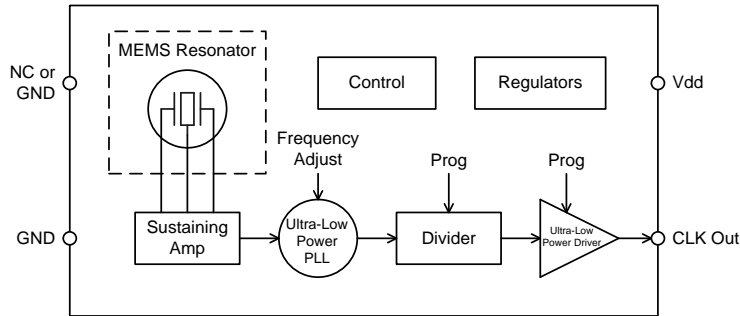 MEMS Resonator
NC or
GND
Control
Regulators
Vdd
Frequency
Adjust
Prog
Prog
GND
Sustaining
Amp
Ultra-Low
Power
PLL
Divider
Ultra-Low
Power Driver
CLK Out